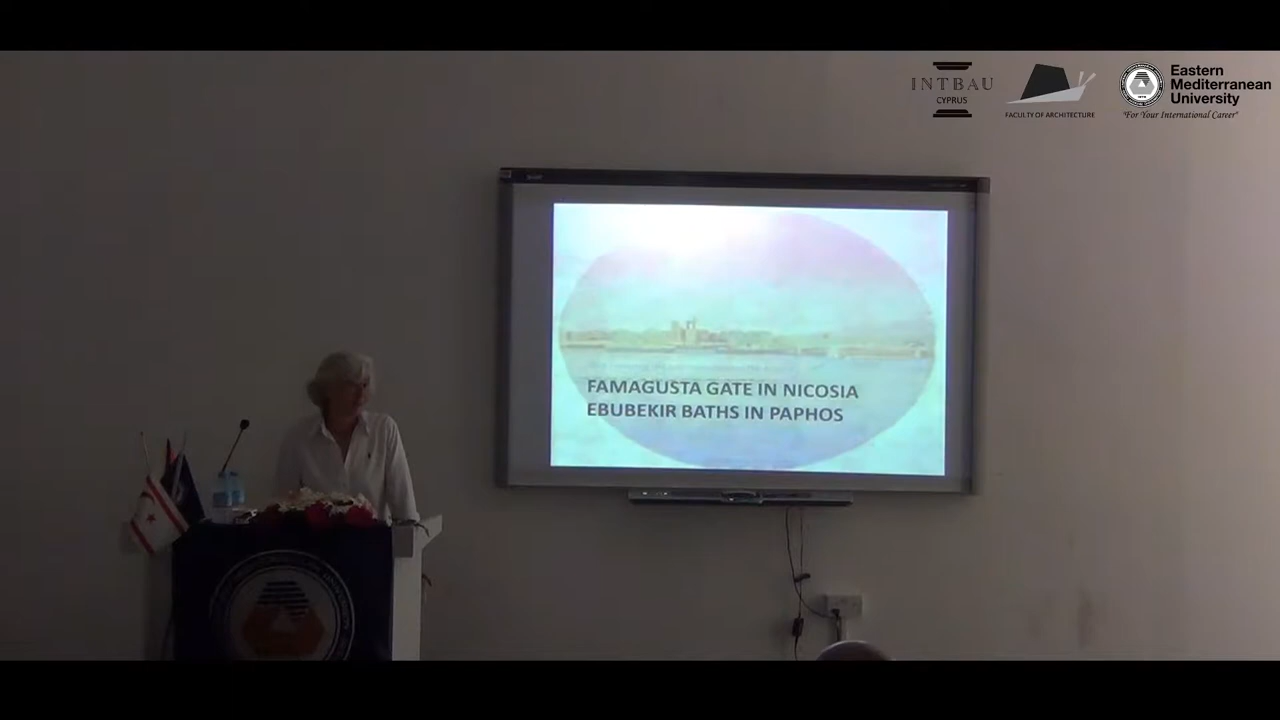 INTBAU
CYPRUS
FACULTY OF ARCHITECTURE
Eastern
Mediterranean
University
"For Your International Career"
FAMAGUSTA GATE IN NICOSIA
EBUBEKIR BATHS IN PAPHOS